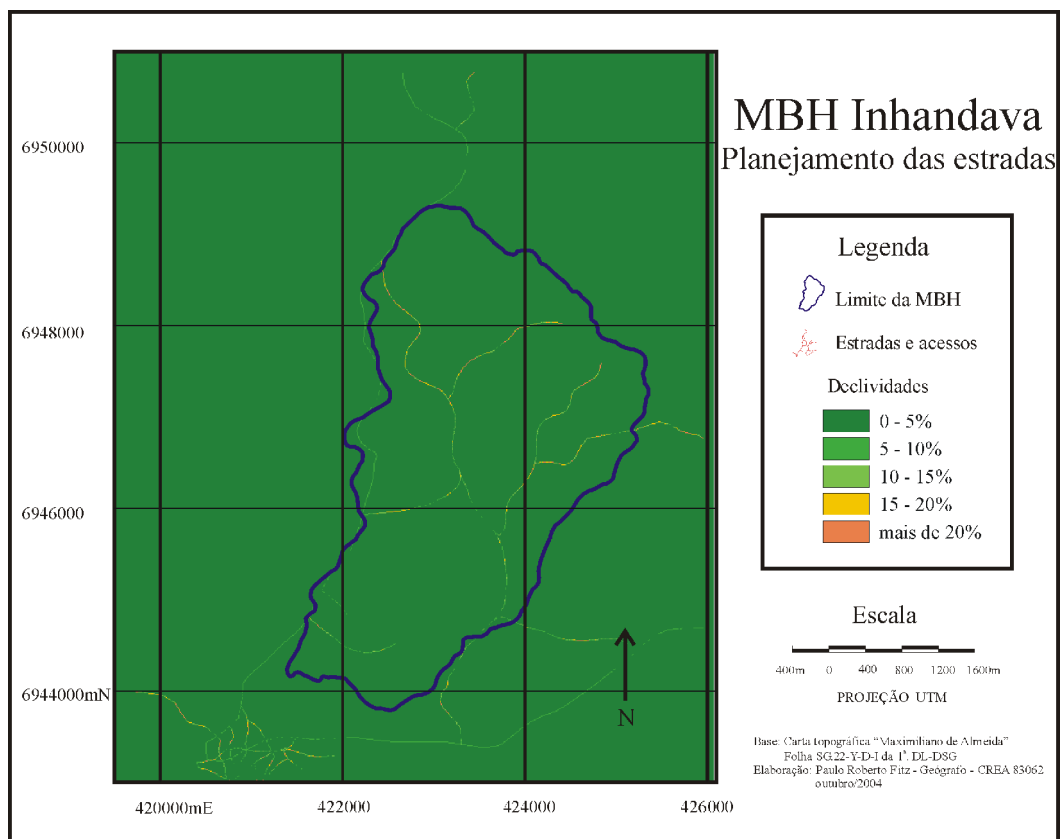 MBH Inhandava
Planejamento das estradas
6950000
6948000
6946000
6944000mN
420000mE
422000
424000
426000
N
Legenda
Limite da MBH
Estradas e acessos
Declividades
0 - 5%
5 - 10%
10 - 15%
15 - 20%
mais de 20%
Escala
400m 0 400 800 1200 1600m
PROJEÇÃO UTM
Base: Carta topográfica “Maximiliano de Almeida”
Folha SG.22-Y-D-I da 1ª. DL-DSG
Elaboração: Paulo Roberto Fitz - Geógrafo - CREA 83062
outubro/2004